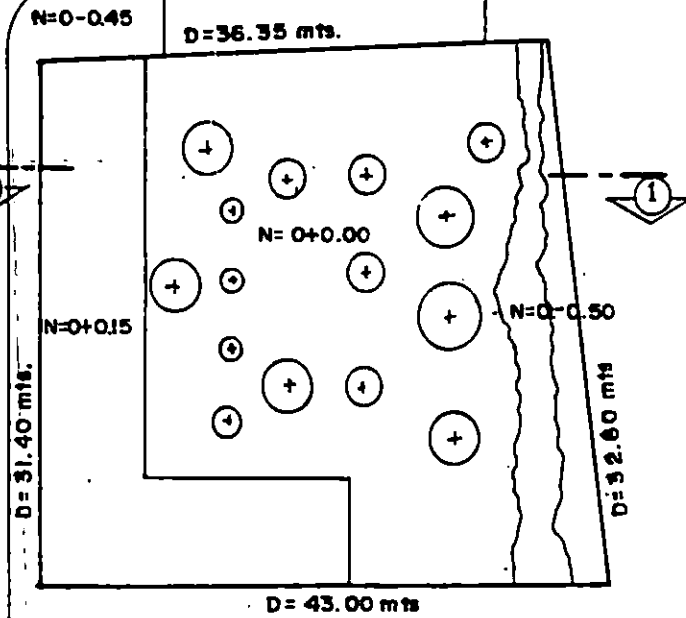 N=0-0.45
D=36.35 mts.
1
N= 0+0.00
N=0+0.15
N=0-0.50
D= 31.40 mts.
D= 32.60 mts
D= 43.00 mts